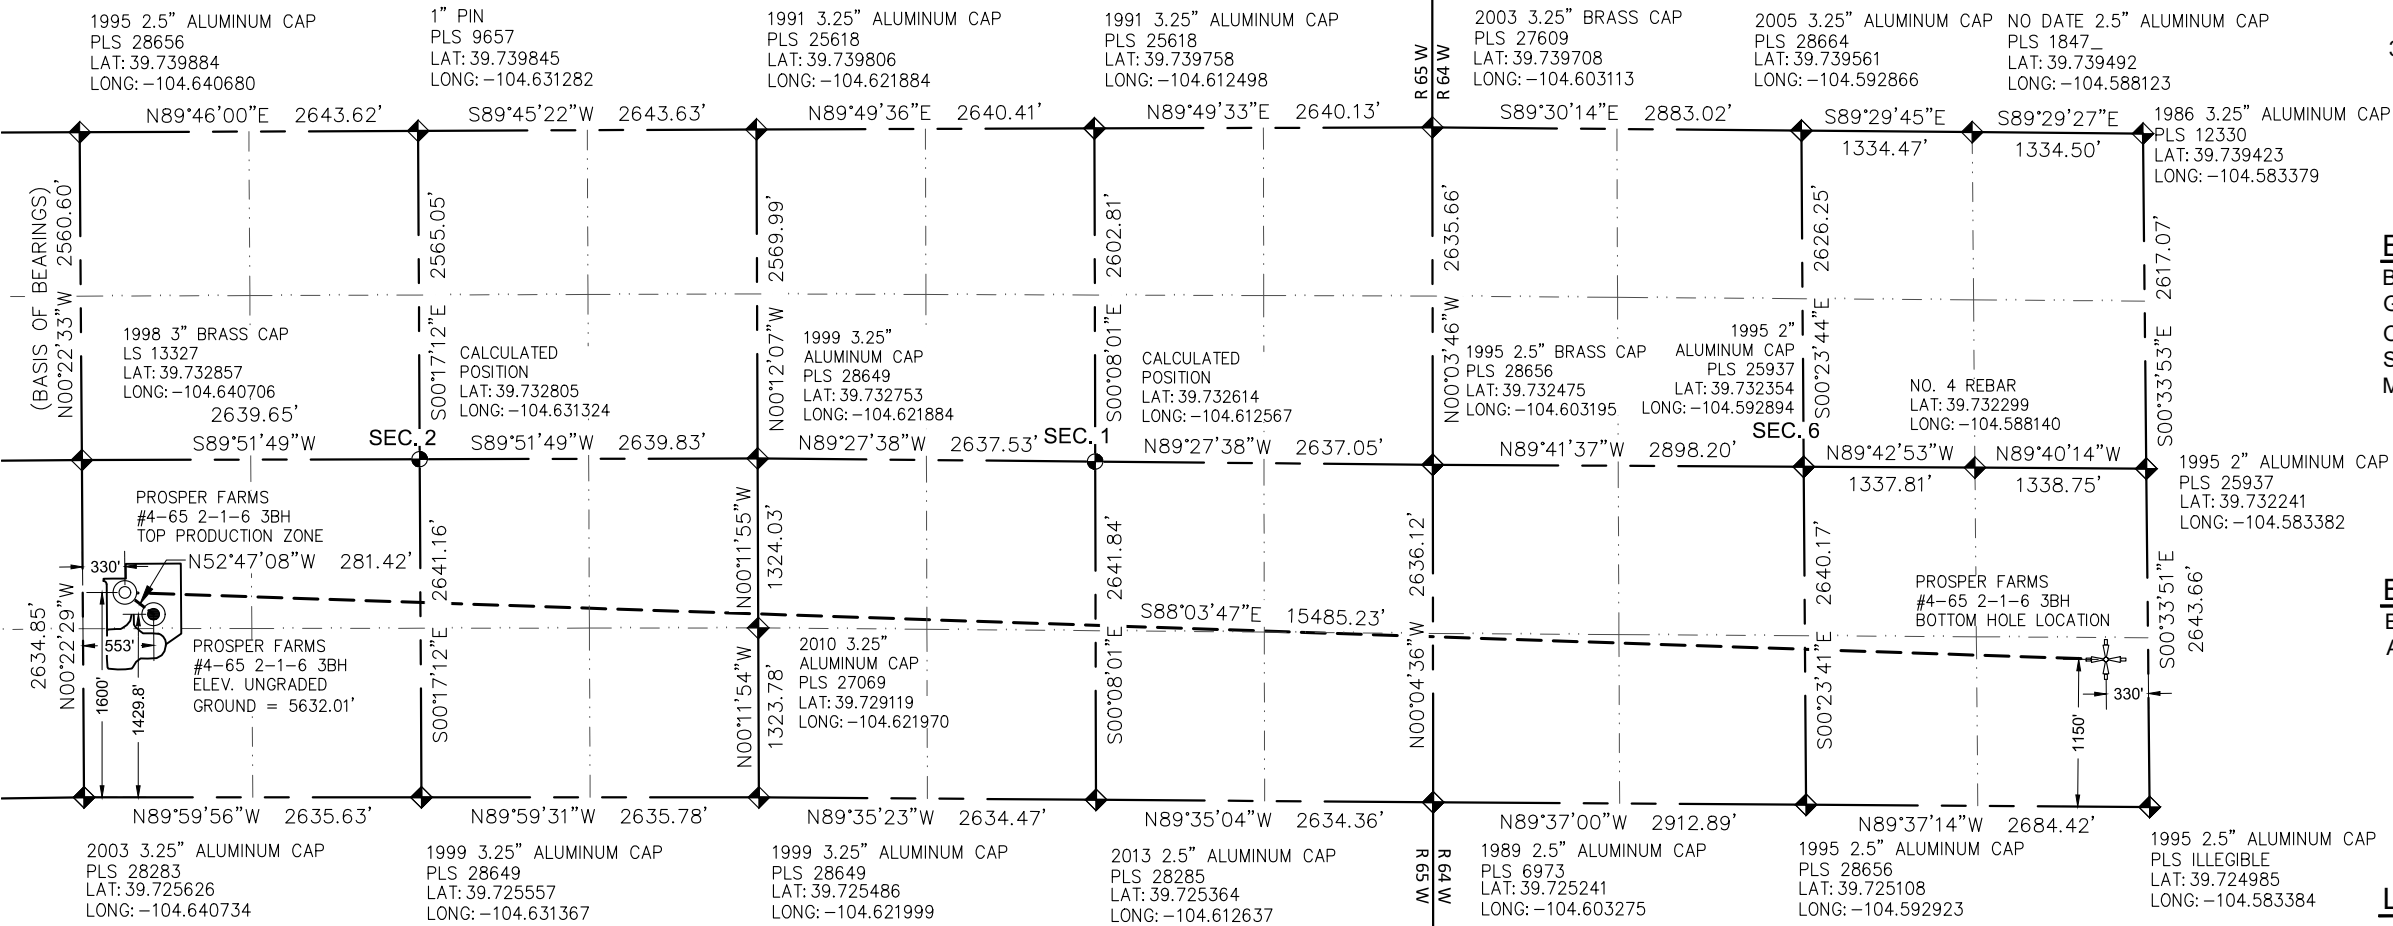 1995 2.5” ALUMINUM CAP
PLS 28656
LAT: 39.739884
LONG: −104.640680
1” PIN
PLS 9657
LAT: 39.739845
LONG: −104.631282
1991 3.25” ALUMINUM CAP
PLS 25618
LAT: 39.739806
LONG: −104.621884
1991 3.25” ALUMINUM CAP
PLS 25618
LAT: 39.739758
LONG: −104.612498
R 65 W
R 64 W
2003 3.25” BRASS CAP
PLS 27609
LAT: 39.739708
LONG: −104.603113
2005 3.25” ALUMINUM CAP
PLS 28664
LAT: 39.739561
LONG: −104.592866
NO DATE 2.5” ALUMINUM CAP
PLS 1847_
LAT: 39.739492
LONG: −104.588123
1986 3.25” ALUMINUM CAP
PLS 12330
LAT: 39.739423
LONG: −104.583379
N89°46’00”E 2643.62’
S89°45’22”W 2643.63’
N89°49’36”E 2640.41’
N89°49’33”E 2640.13’
S89°30’14”E 2883.02’
S89°29’45”E
1334.47’
S89°29’27”E
1334.50’
(BASIS OF BEARINGS)
N00°22’33”W 2560.60’
S00°17’12”E 2565.05’
N00°12’07”W 2569.99’
S00°08’01”E 2602.81’
N00°03’46”W 2635.66’
S00°23’44”E 2626.25’
S00°33’53”E 2617.07’
1998 3” BRASS CAP
LS 13327
LAT: 39.732857
LONG: −104.640706
CALCULATED
POSITION
LAT: 39.732805
LONG: −104.631324
1999 3.25”
ALUMINUM CAP
PLS 28649
LAT: 39.732753
LONG: −104.621884
CALCULATED
POSITION
LAT: 39.732614
LONG: −104.612567
1995 2.5” BRASS CAP
PLS 28656
LAT: 39.732475
LONG: −104.603195
1995 2”
ALUMINUM CAP
PLS 25937
LAT: 39.732354
LONG: −104.592894
NO. 4 REBAR
LAT: 39.732299
LONG: −104.588140
1995 2” ALUMINUM CAP
PLS 25937
LAT: 39.732241
LONG: −104.583382
2639.65’
S89°51’49”W
SEC. 2
S89°51’49”W 2639.83’
N89°27’38”W 2637.53’
SEC. 1
N89°27’38”W 2637.05’
N89°41’37”W 2898.20’
SEC. 6
N89°42’53”W
1337.81’
N89°40’14”W
1338.75’
PROSPER FARMS
#4−65 2−1−6 3BH
TOP PRODUCTION ZONE
N52°47’08”W 281.42’
330'
553'
1600'
1429.8'
PROSPER FARMS
#4−65 2−1−6 3BH
ELEV. UNGRADED
GROUND = 5632.01’
2634.85’
N00°22’29”W
S00°17’12”E 2641.16’
N00°11’55”W 1324.03’
N00°11’54”W 1323.78’
2010 3.25”
ALUMINUM CAP
PLS 27069
LAT: 39.729119
LONG: −104.621970
S00°08’01”E 2641.84’
S88°03’47”E 15485.23’
N00°04’36”W 2636.12’
S00°23’41”E 2640.17’
PROSPER FARMS
#4−65 2−1−6 3BH
BOTTOM HOLE LOCATION
330'
1150'
S00°33’51”E
2643.66’
N89°59’56”W 2635.63’
N89°59’31”W 2635.78’
N89°35’23”W 2634.47’
N89°35’04”W 2634.36’
N89°37’00”W 2912.89’
N89°37’14”W 2684.42’
2003 3.25” ALUMINUM CAP
PLS 28283
LAT: 39.725626
LONG: −104.640734
1999 3.25” ALUMINUM CAP
PLS 28649
LAT: 39.725557
LONG: −104.631367
1999 3.25” ALUMINUM CAP
PLS 28649
LAT: 39.725486
LONG: −104.621999
2013 2.5” ALUMINUM CAP
PLS 28285
LAT: 39.725364
LONG: −104.612637
R 65 W
R 64 W
1989 2.5” ALUMINUM CAP
PLS 6973
LAT: 39.725241
LONG: −104.603275
1995 2.5” ALUMINUM CAP
PLS 28656
LAT: 39.725108
LONG: −104.592923
1995 2.5” ALUMINUM CAP
PLS ILLEGIBLE
LAT: 39.724985
LONG: −104.583384